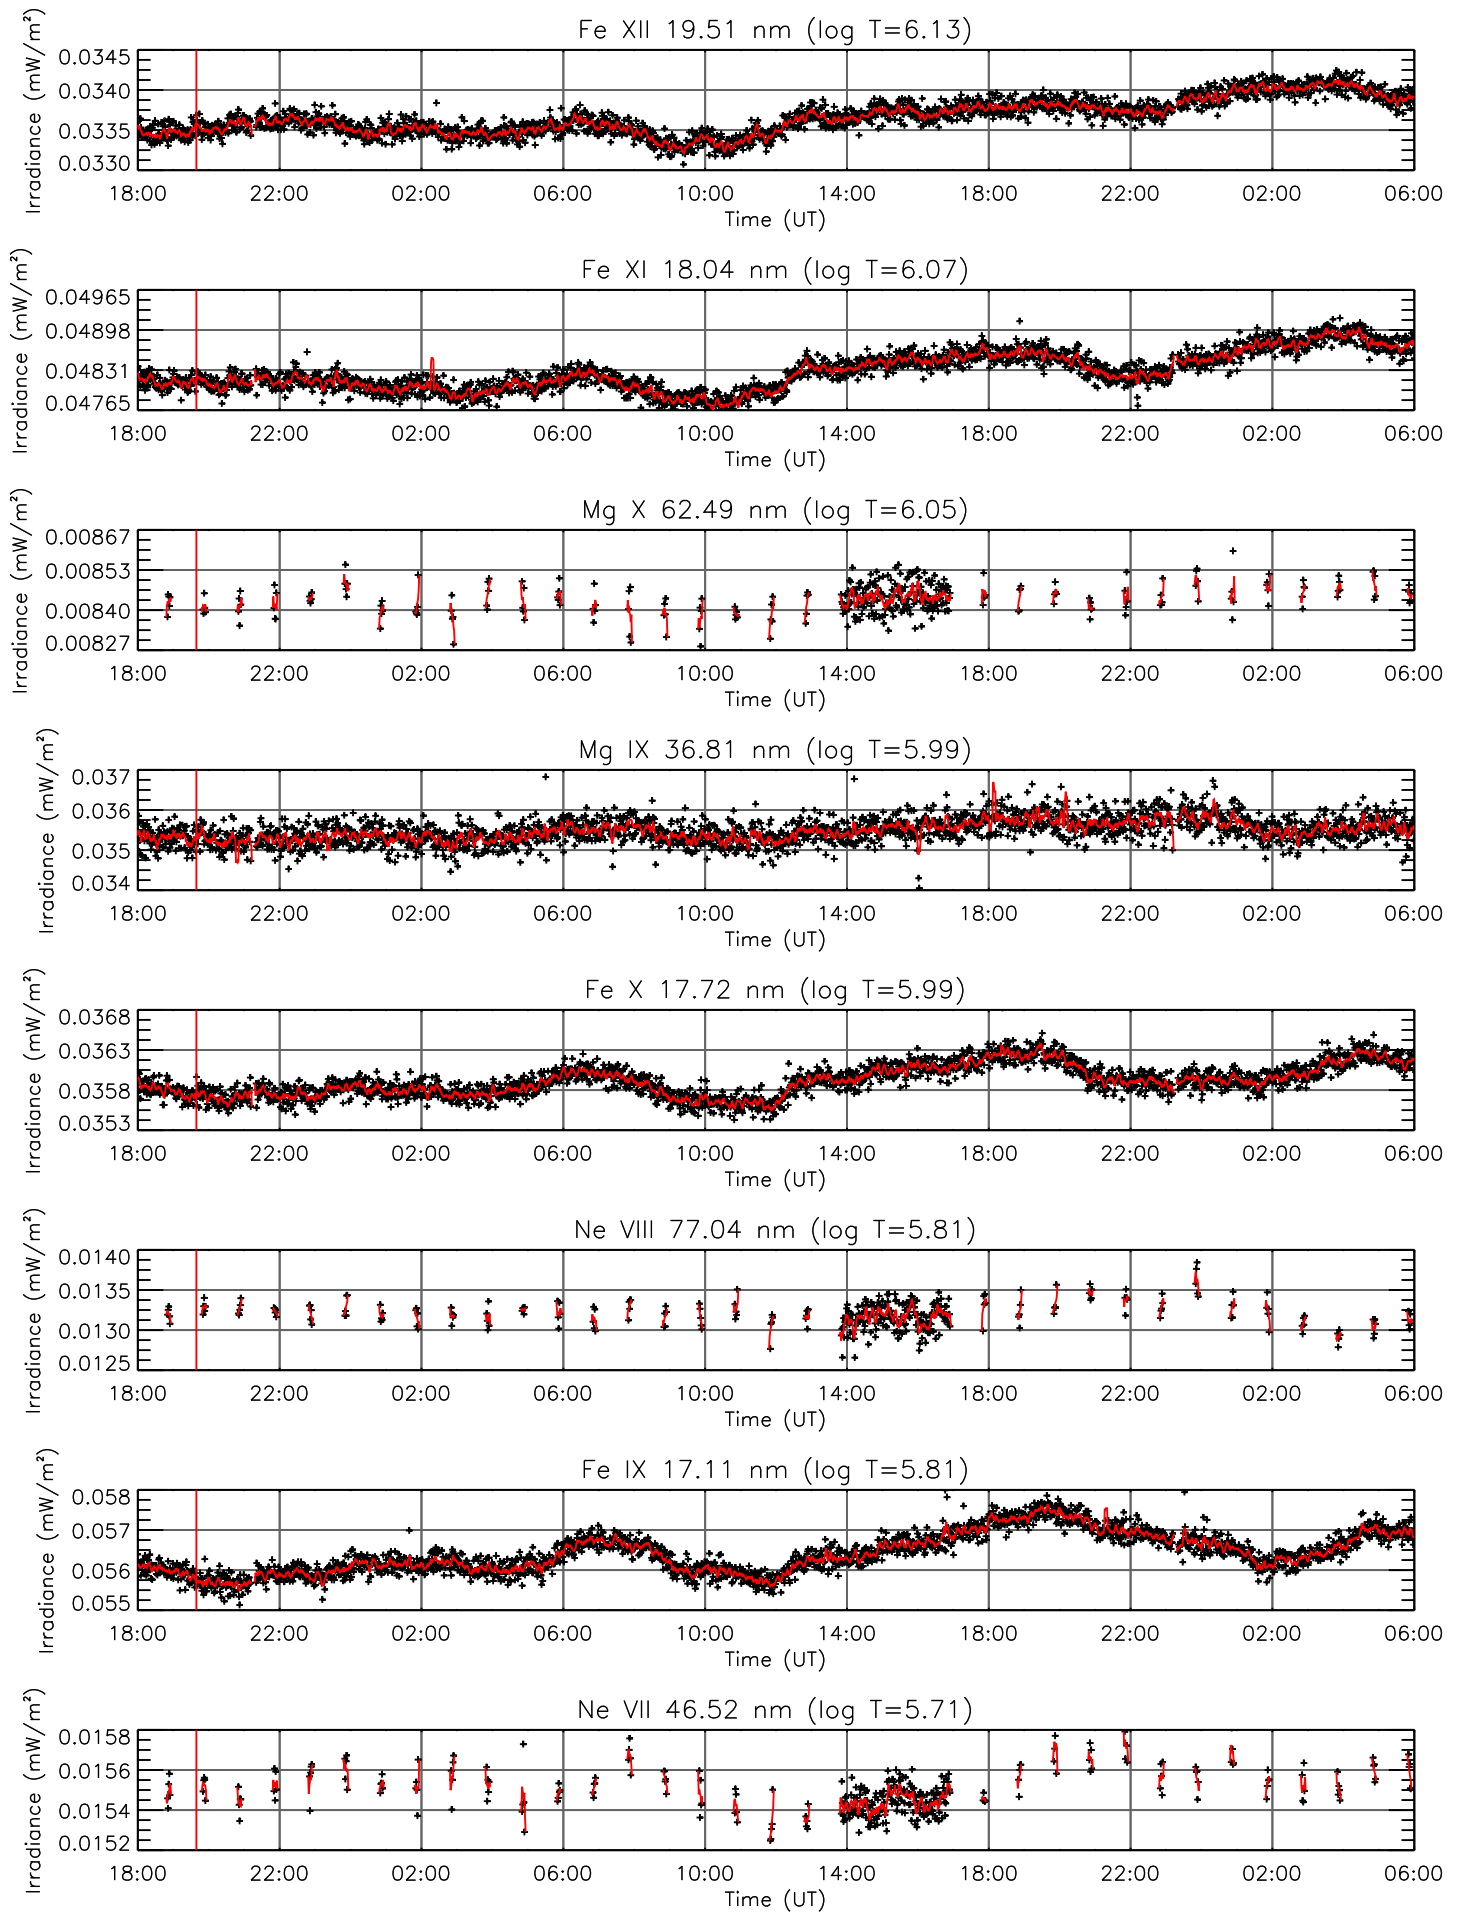 Fe XII 19.51 nm (log T=6.13)
Irradiance (mW/m²)
0.0345
0.0340
0.0335
0.0330
18:00 22:00 02:00 06:00 10:00 14:00 18:00 22:00 02:00 06:00
Time (UT)
Fe XI 18.04 nm (log T=6.07)
Irradiance (mW/m²)
0.04965
0.04898
0.04831
0.04765
18:00 22:00 02:00 06:00 10:00 14:00 18:00 22:00 02:00 06:00
Time (UT)
Mg X 62.49 nm (log T=6.05)
Irradiance (mW/m²)
0.00867
0.00853
0.00840
0.00827
18:00 22:00 02:00 06:00 10:00 14:00 18:00 22:00 02:00 06:00
Time (UT)
Mg IX 36.81 nm (log T=5.99)
Irradiance (mW/m²)
0.037
0.036
0.035
0.034
18:00 22:00 02:00 06:00 10:00 14:00 18:00 22:00 02:00 06:00
Time (UT)
Fe X 17.72 nm (log T=5.99)
Irradiance (mW/m²)
0.0368
0.0363
0.0358
0.0353
18:00 22:00 02:00 06:00 10:00 14:00 18:00 22:00 02:00 06:00
Time (UT)
Ne VIII 77.04 nm (log T=5.81)
Irradiance (mW/m²)
0.0140
0.0135
0.0130
0.0125
18:00 22:00 02:00 06:00 10:00 14:00 18:00 22:00 02:00 06:00
Time (UT)
Fe IX 17.11 nm (log T=5.81)
Irradiance (mW/m²)
0.058
0.057
0.056
0.055
18:00 22:00 02:00 06:00 10:00 14:00 18:00 22:00 02:00 06:00
Time (UT)
Ne VII 46.52 nm (log T=5.71)
Irradiance (mW/m²)
0.0158
0.0156
0.0154
0.0152
18:00 22:00 02:00 06:00 10:00 14:00 18:00 22:00 02:00 06:00
Time (UT)